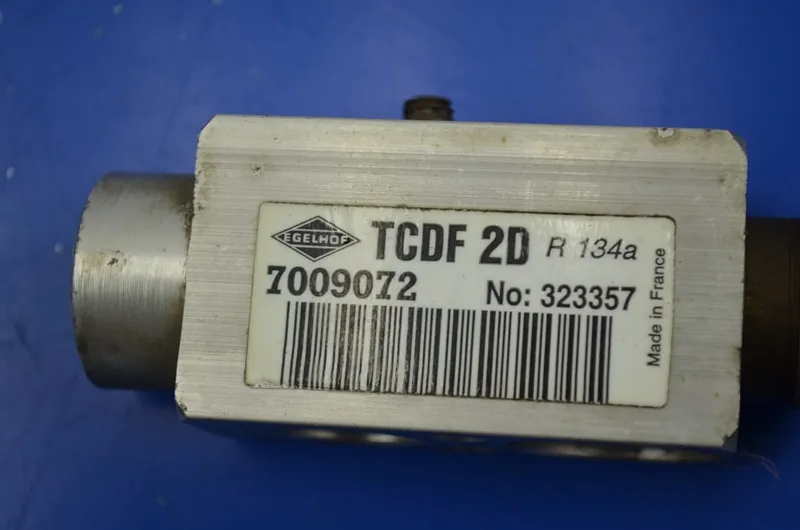 EGELHOF TCDF 2D R 134a
7009072 No: 323357
Made in France